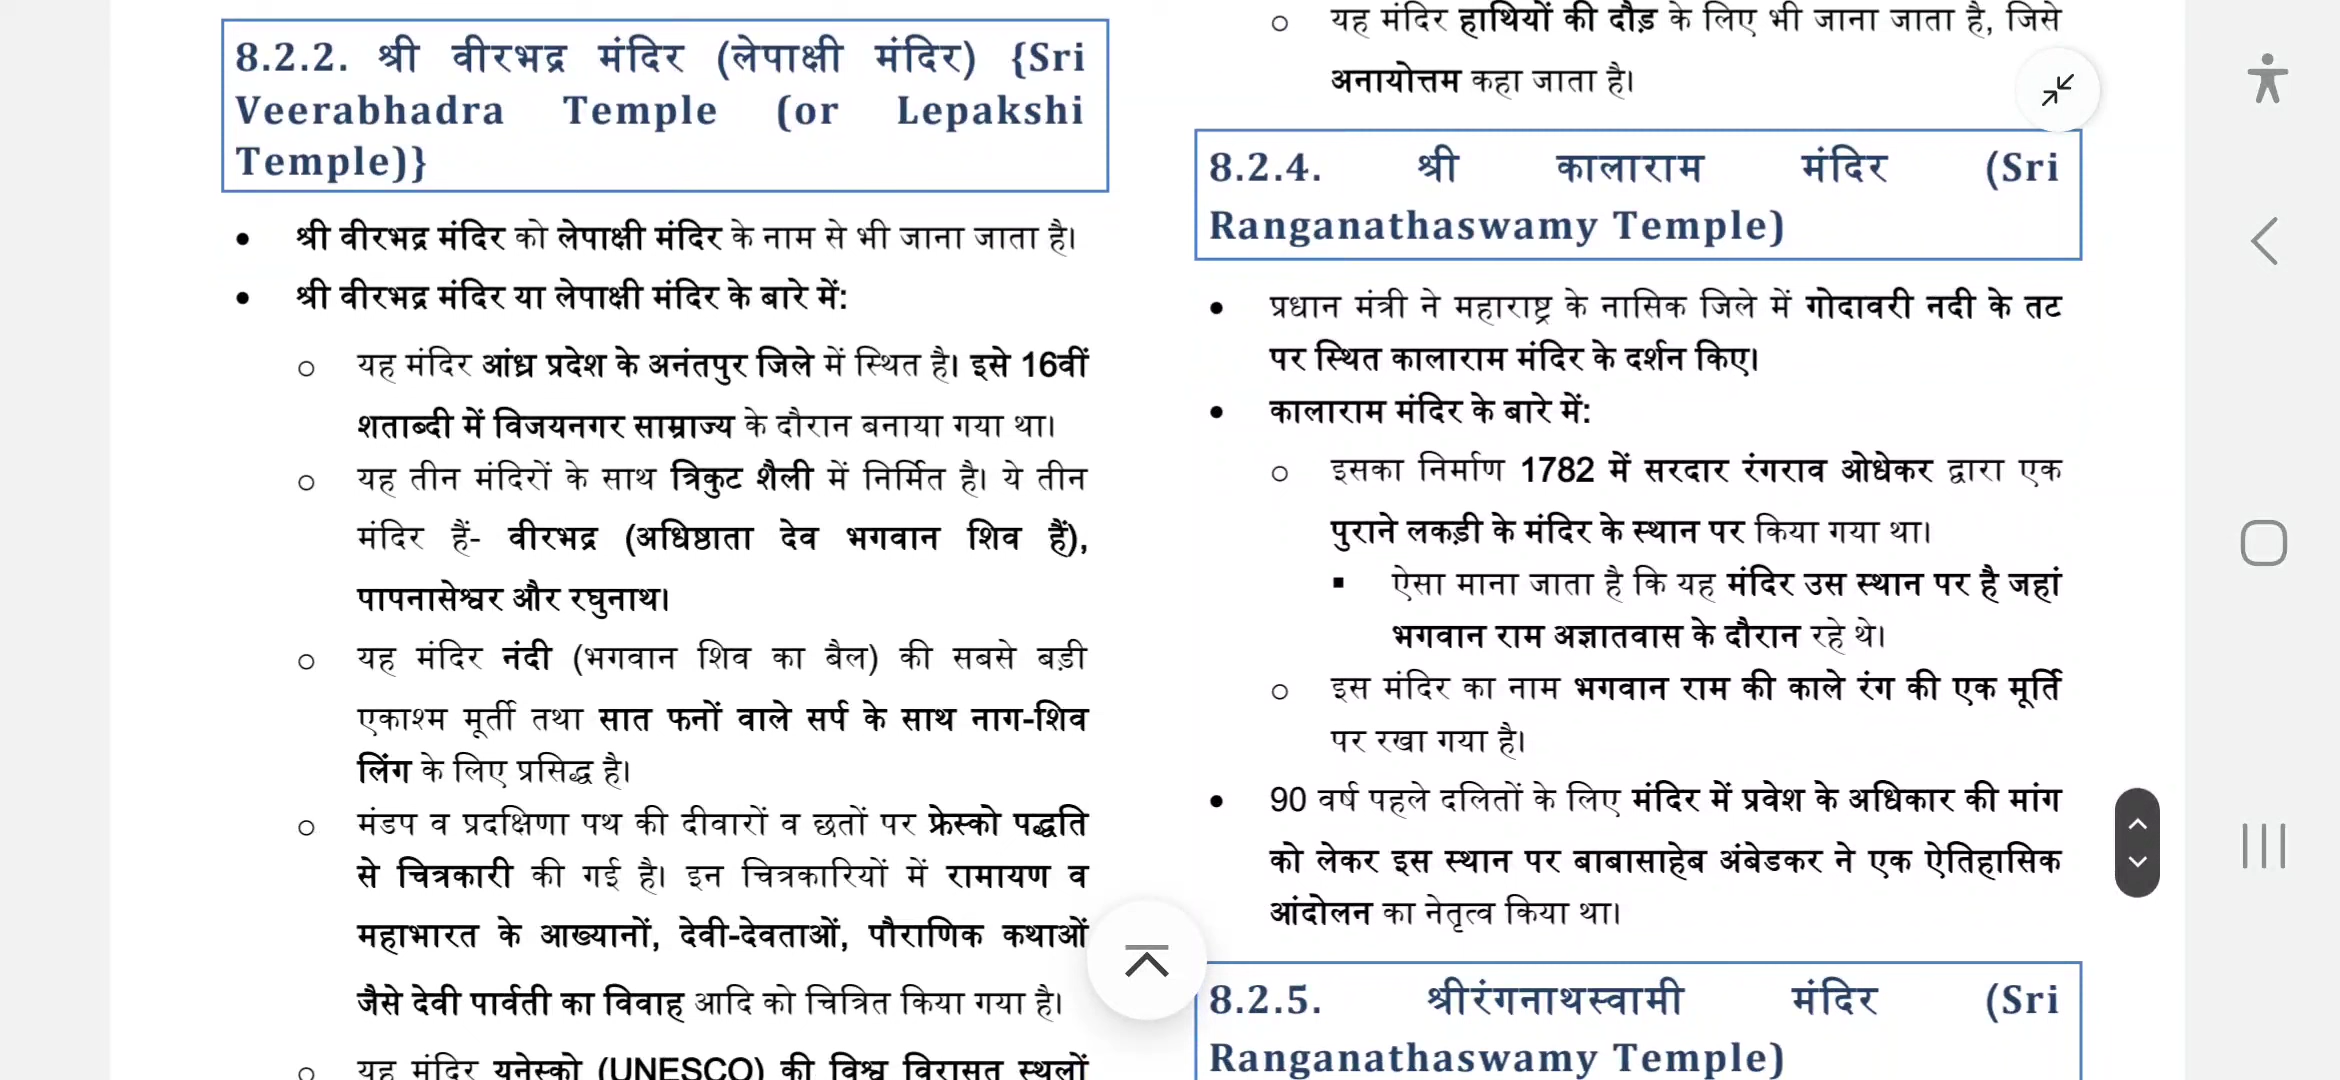 8.2.2. श्री वीरभद्र मंदिर (लेपाक्षी मंदिर) {Sri
Veerabhadra Temple (or Lepakshi
Temple)}
• श्री वीरभद्र मंदिर को लेपाक्षी मंदिर के नाम से भी जाना जाता है।
• श्री वीरभद्र मंदिर या लेपाक्षी मंदिर के बारे में:
○ यह मंदिर आंध्र प्रदेश के अनंतपुर जिले में स्थित है। इसे 16वीं
शताब्दी में विजयनगर साम्राज्य के दौरान बनाया गया था।
○ यह तीन मंदिरों के साथ त्रिकुट शैली में निर्मित है। ये तीन
मंदिर हैं- वीरभद्र (अधिष्ठाता देव भगवान शिव हैं),
पापनासेश्वर और रघुनाथ।
○ यह मंदिर नंदी (भगवान शिव का बैल) की सबसे बड़ी
एकाश्म मूर्ती तथा सात फनों वाले सर्प के साथ नाग-शिव
लिंग के लिए प्रसिद्ध है।
○ मंडप व प्रदक्षिणा पथ की दीवारों व छतों पर फ्रेस्को पद्धति
से चित्रकारी की गई है। इन चित्रकारियों में रामायण व
महाभारत के आख्यानों, देवी-देवताओं, पौराणिक कथाओं
जैसे देवी पार्वती का विवाह आदि को चित्रित किया गया है।
○ यह मंदिर यूनेस्को (UNESCO) की विश्व विरासत स्थलों
○ यह मंदिर हाथियों की दौड़ के लिए भी जाना जाता है, जिसे
अनायोत्तम कहा जाता है।
8.2.4. श्री कालाराम मंदिर (Sri
Ranganathaswamy Temple)
• प्रधान मंत्री ने महाराष्ट्र के नासिक जिले में गोदावरी नदी के तट
पर स्थित कालाराम मंदिर के दर्शन किए।
• कालाराम मंदिर के बारे में:
○ इसका निर्माण 1782 में सरदार रंगराव ओधेकर द्वारा एक
पुराने लकड़ी के मंदिर के स्थान पर किया गया था।
▪ ऐसा माना जाता है कि यह मंदिर उस स्थान पर है जहां
भगवान राम अज्ञातवास के दौरान रहे थे।
○ इस मंदिर का नाम भगवान राम की काले रंग की एक मूर्ति
पर रखा गया है।
• 90 वर्ष पहले दलितों के लिए मंदिर में प्रवेश के अधिकार की मांग
को लेकर इस स्थान पर बाबासाहेब अंबेडकर ने एक ऐतिहासिक
आंदोलन का नेतृत्व किया था।
8.2.5. श्रीरंगनाथस्वामी मंदिर (Sri
Ranganathaswamy Temple)